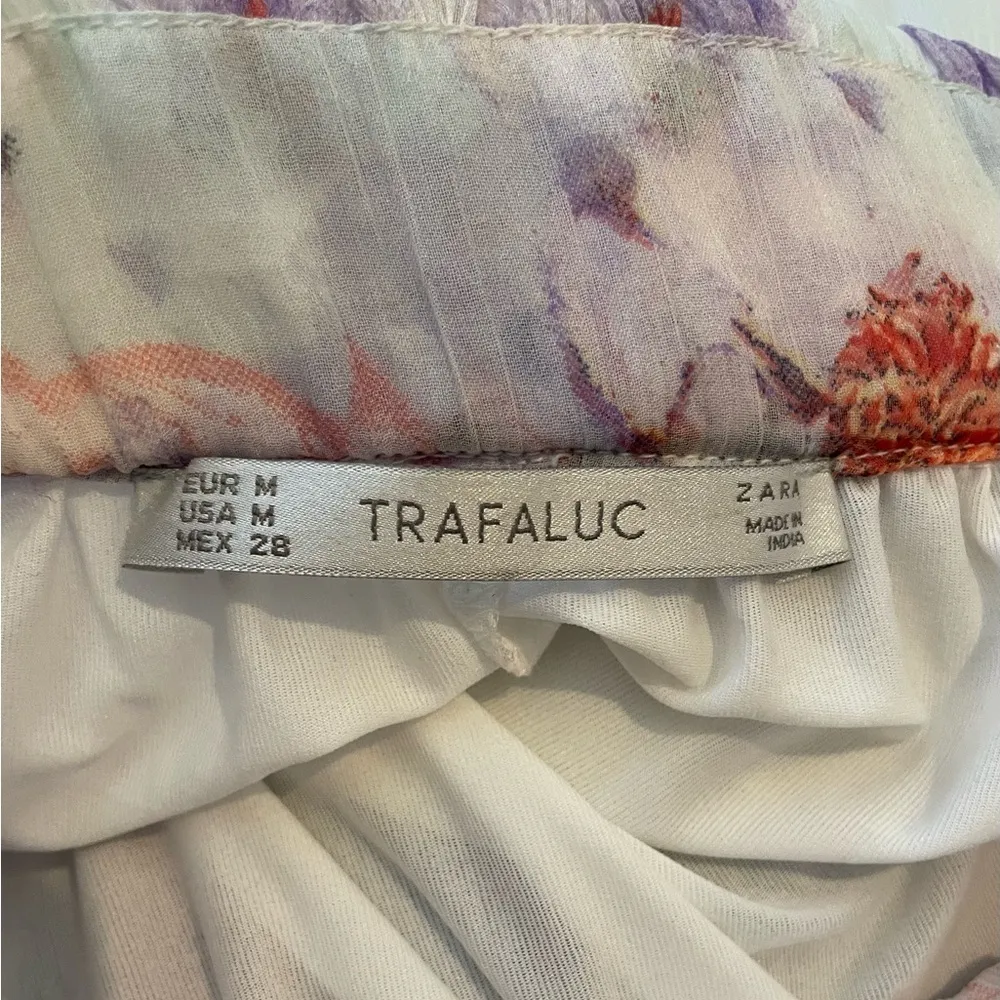 EUR M
USA M
MEX 28
TRAFALUC
ZARA
MADE IN
INDIA